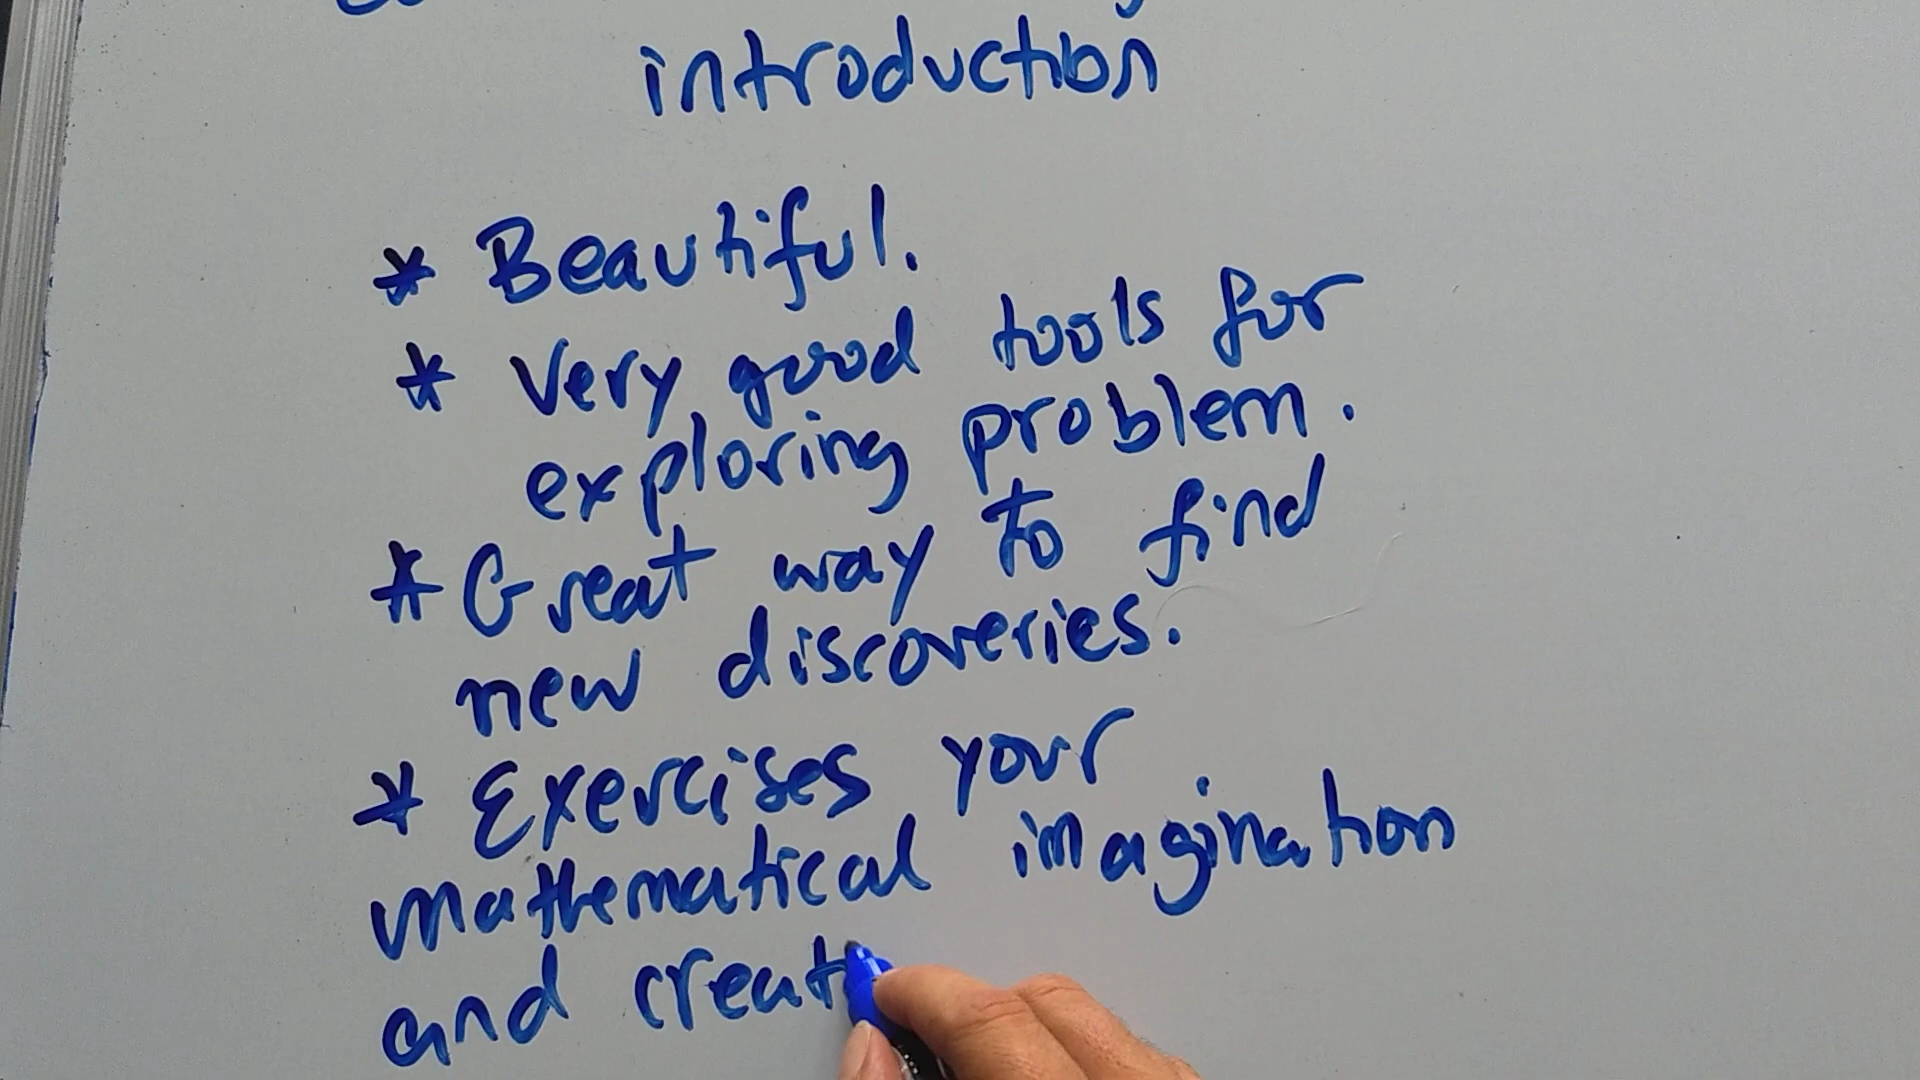 introduction
* Beautiful.
* Very good tools for
exploring problem.
* Great way to find
new discoveries.
* Exercises your
mathematical imagination
and creat